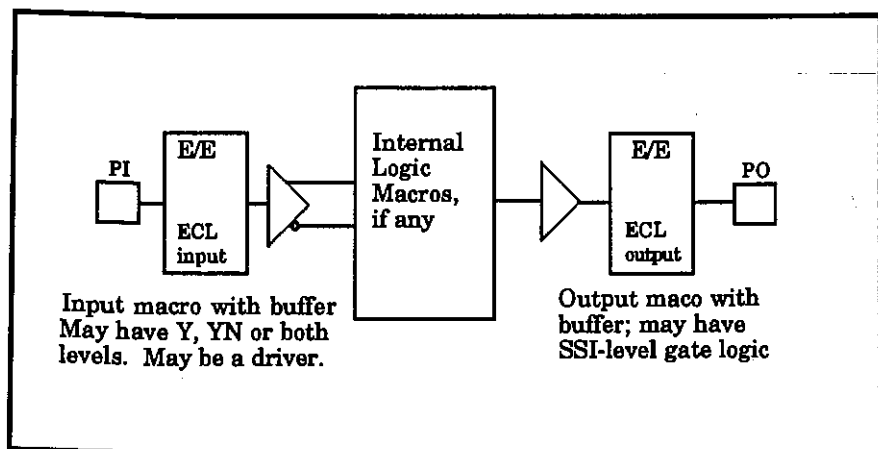 PI
E/E
ECL
input
Internal
Logic
Macros,
if any
E/E
ECL
output
PO
Input macro with buffer
May have Y, YN or both
levels. May be a driver.
Output maco with
buffer; may have
SSI-level gate logic